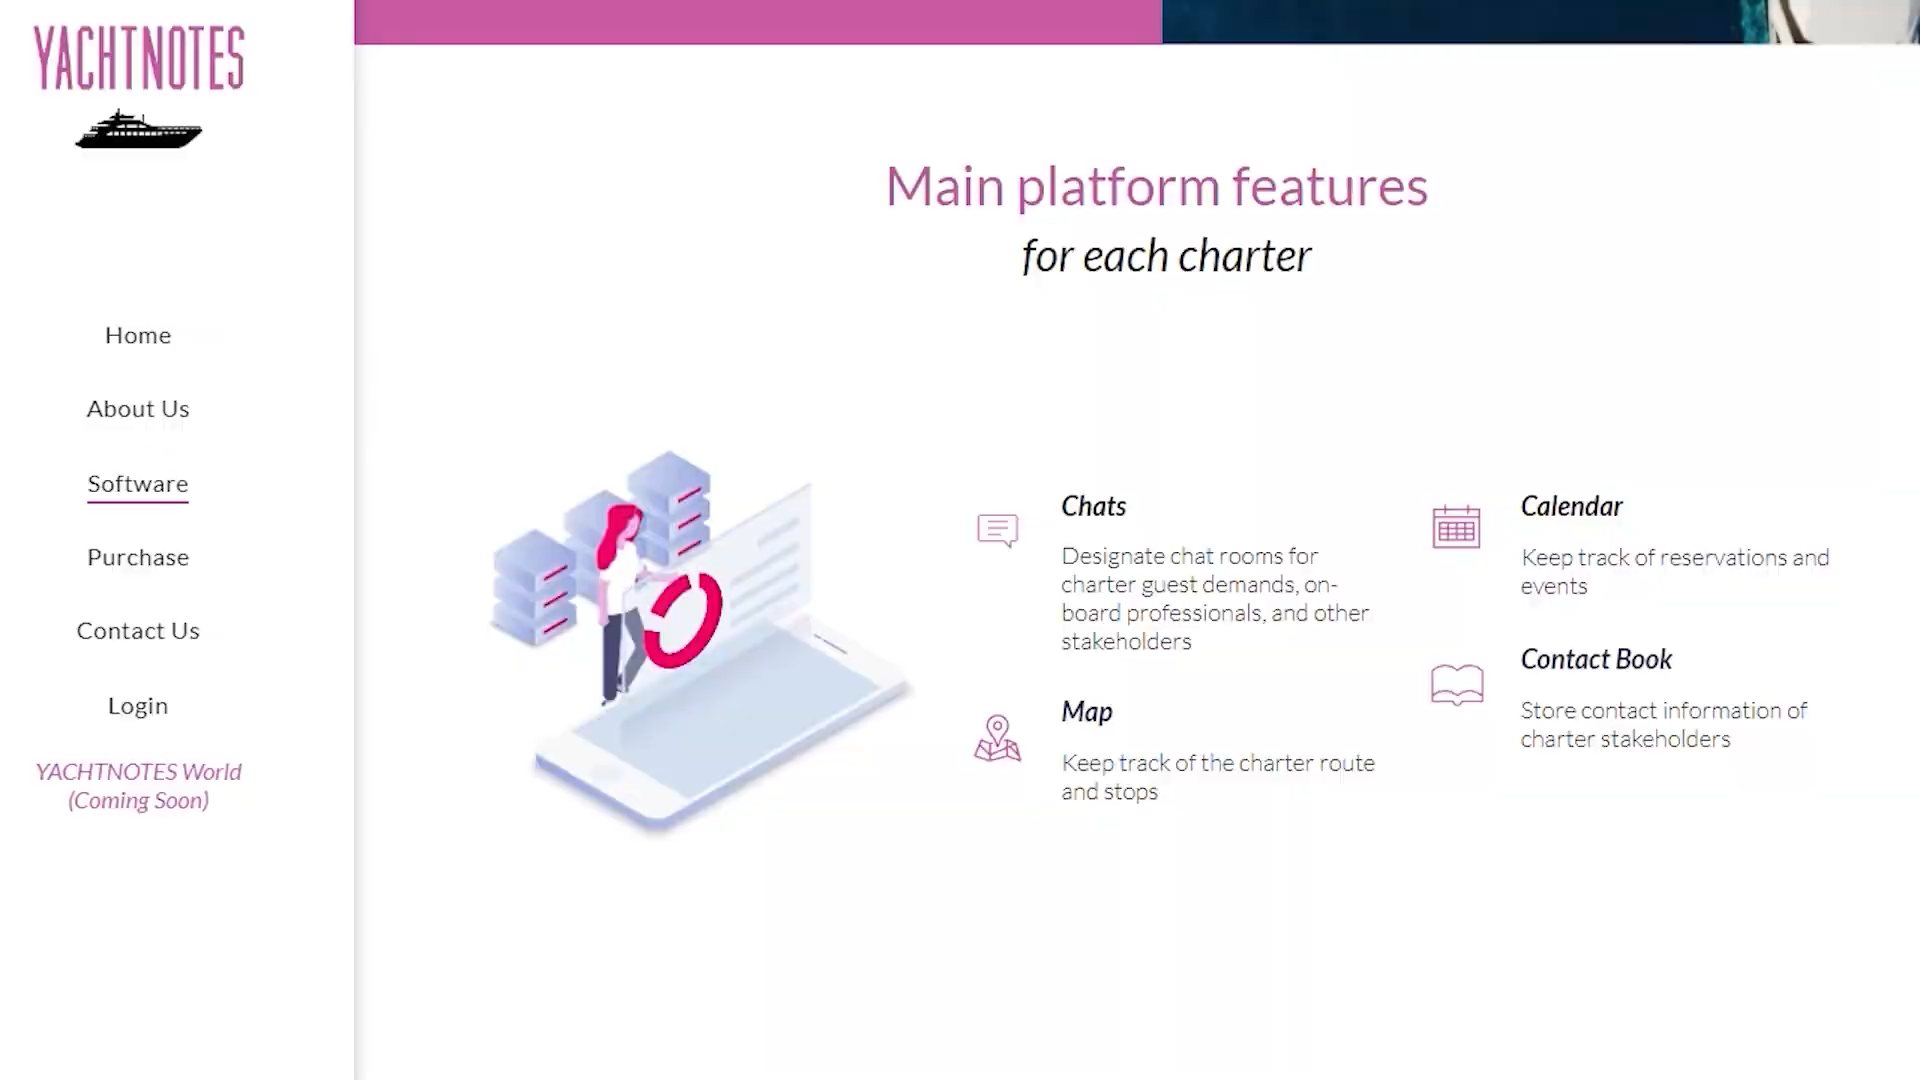 YACHTNOTES
Home
About Us
Software
Purchase
Contact Us
Login
YACHTNOTES World
(Coming Soon)
Main platform features
for each charter
Chats
Designate chat rooms for
charter guest demands, on-
board professionals, and other
stakeholders
Map
Keep track of the charter route
and stops
Calendar
Keep track of reservations and
events
Contact Book
Store contact information of
charter stakeholders